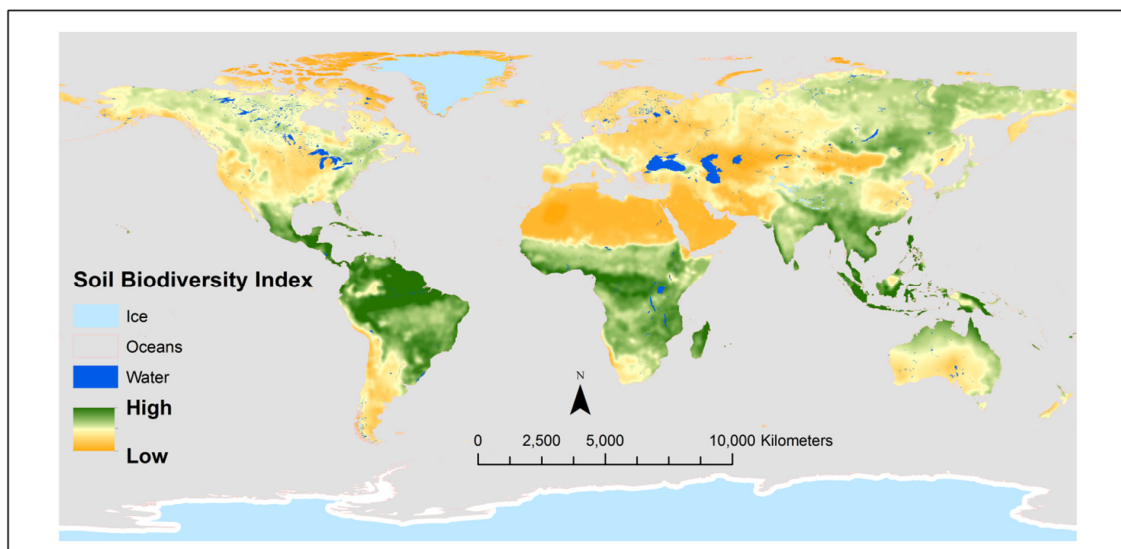 Soil Biodiversity Index
Ice
Oceans
Water
High
Low
N
0 2,500 5,000 10,000 Kilometers